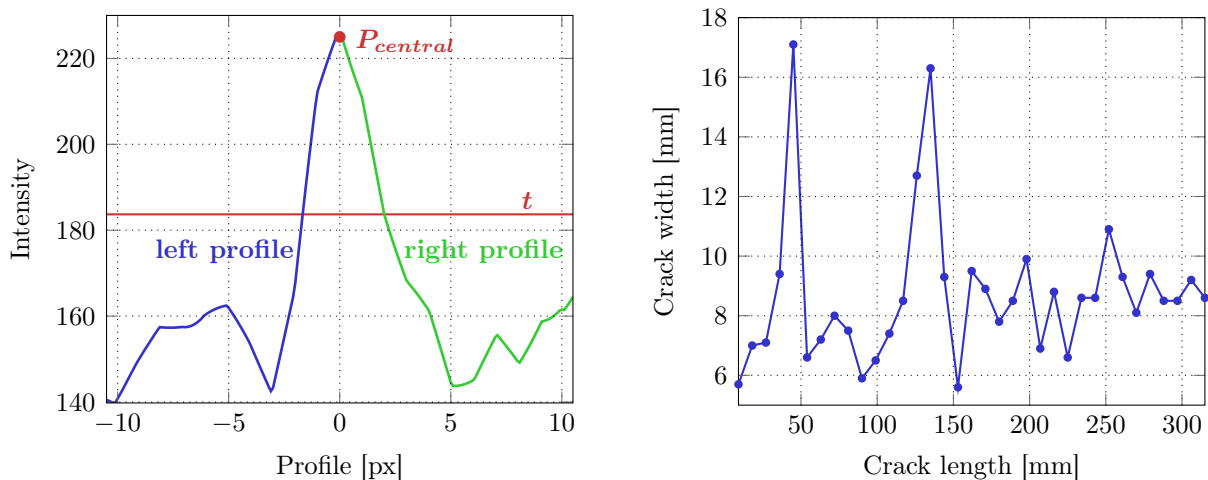 220
200
180
160
140
−10
−5
0
5
10
Intensity
Profile [px]
P_central
t
left profile
right profile
18
16
14
12
10
8
6
50
100
150
200
250
300
Crack width [mm]
Crack length [mm]